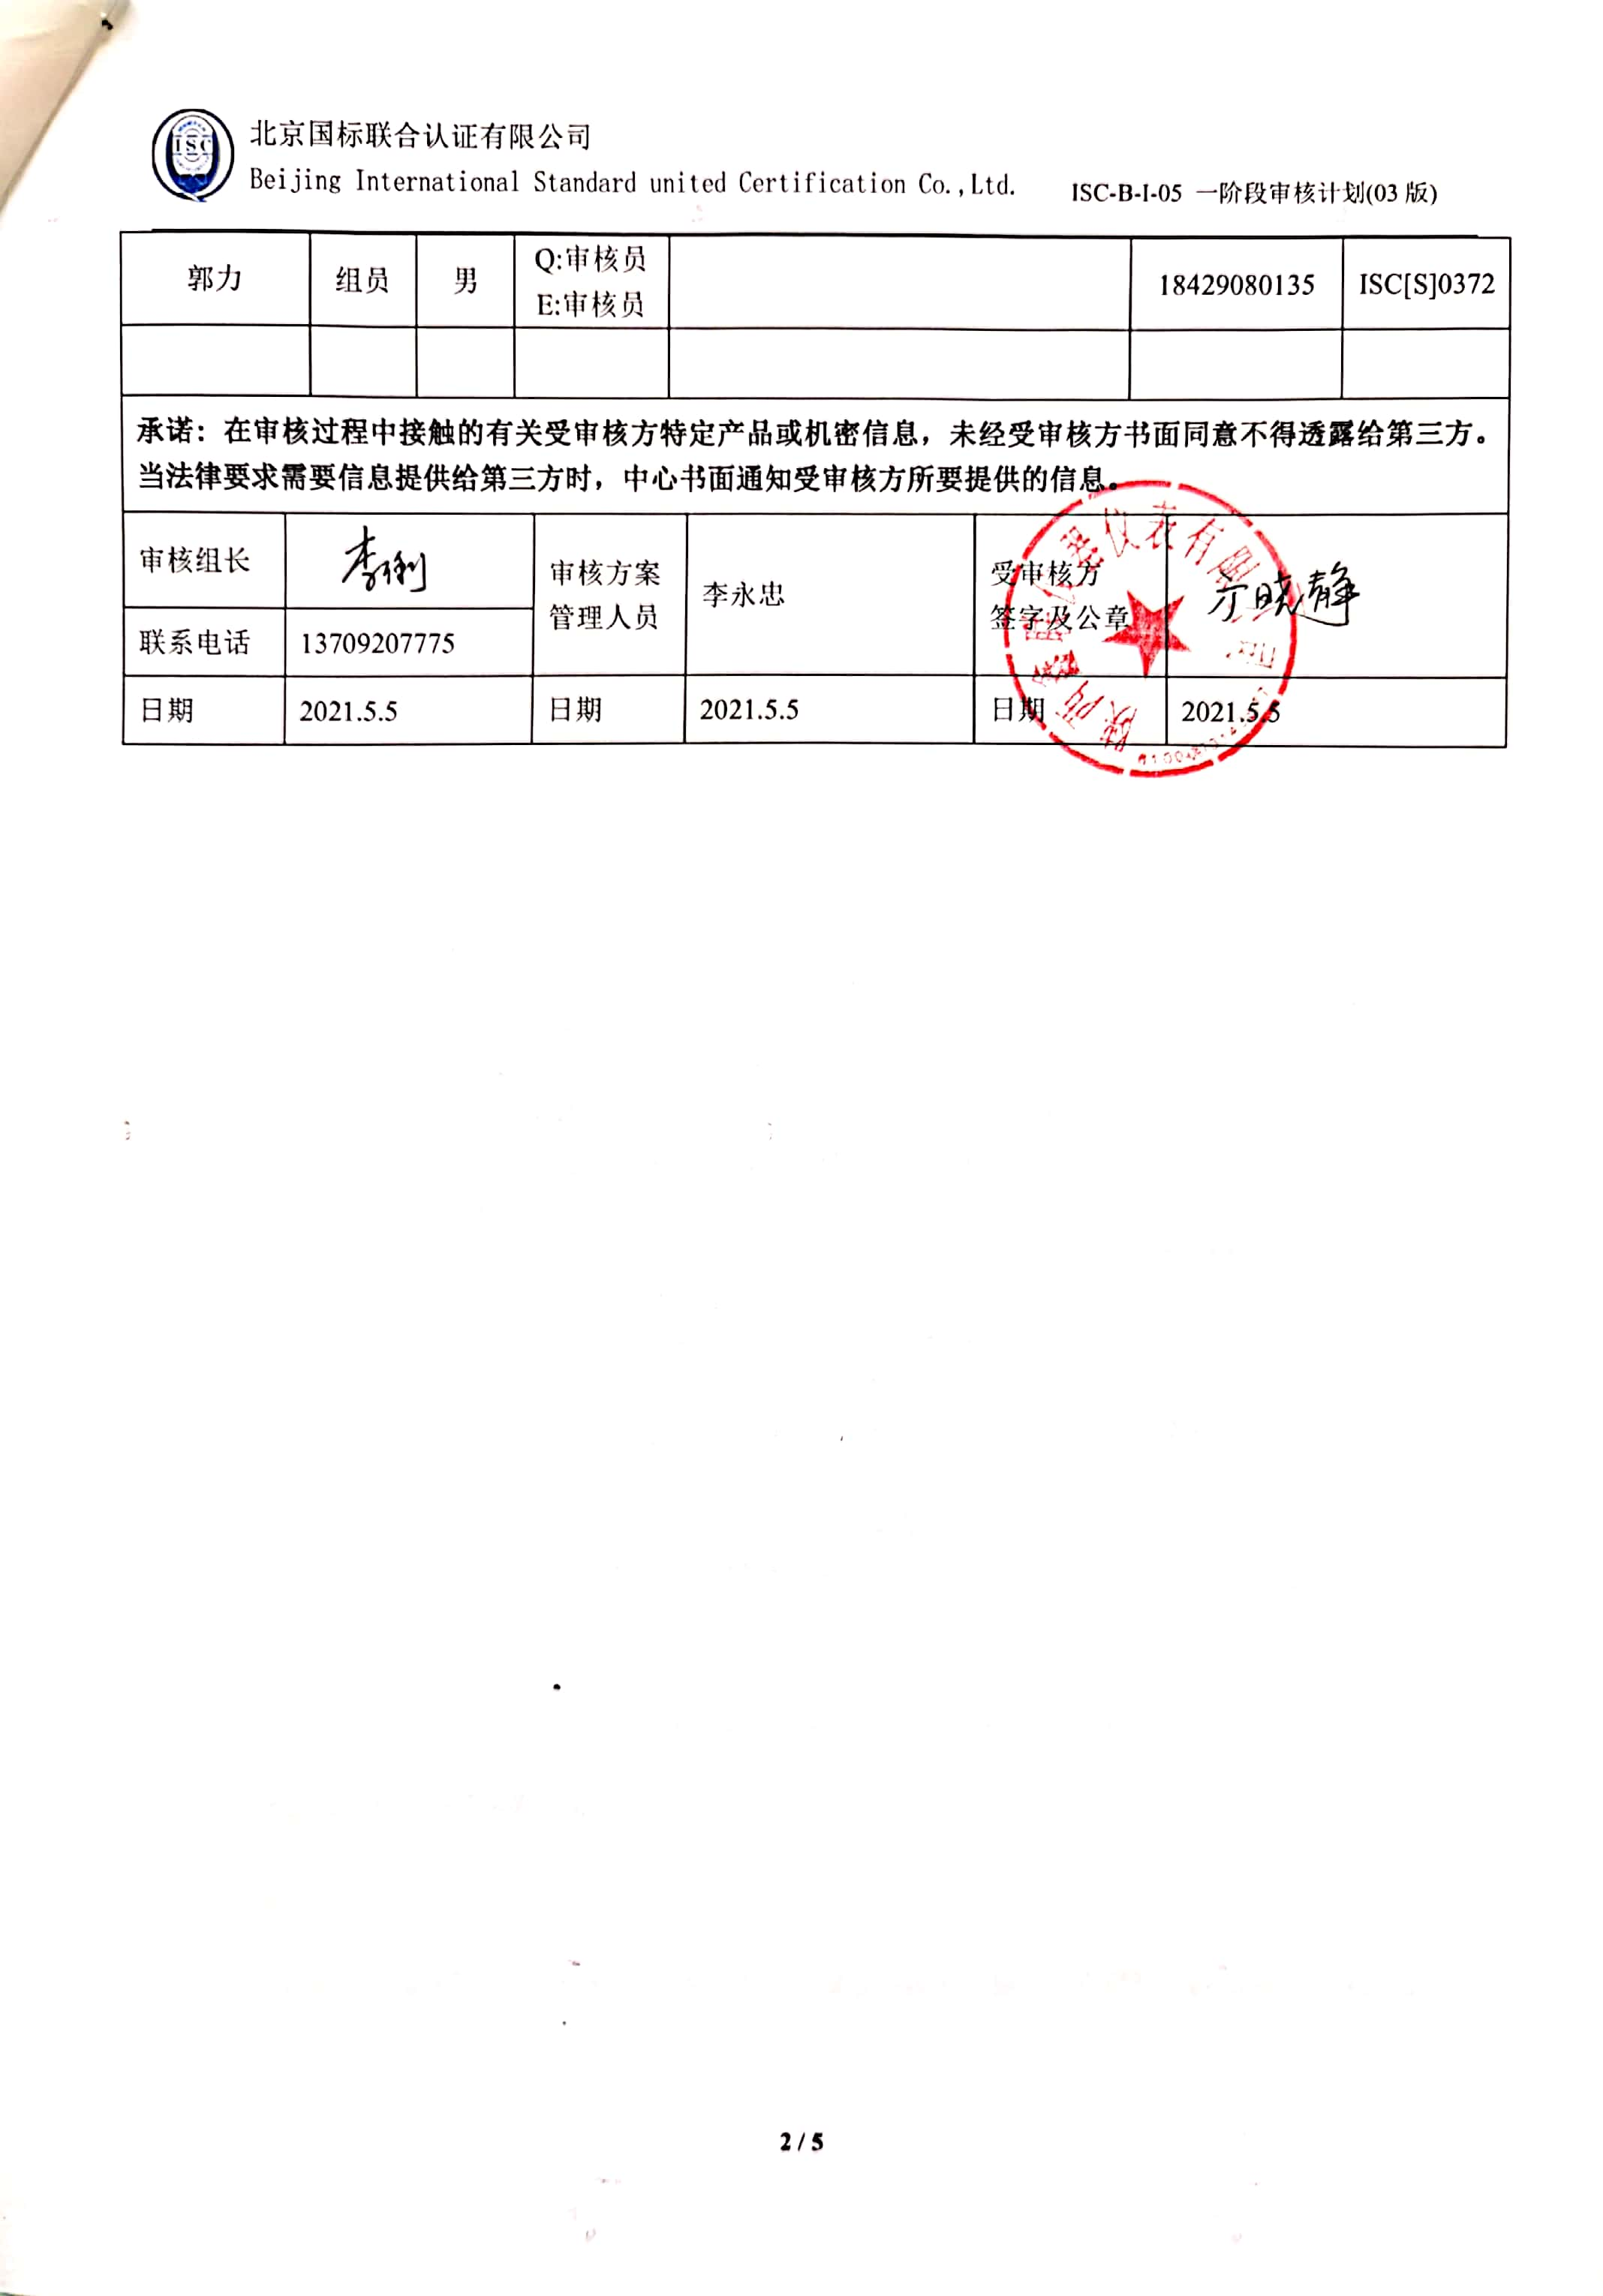 ISC
北京国标联合认证有限公司
Beijing International Standard united Certification Co.,Ltd.
ISC-B-I-05 一阶段审核计划(03 版)
郭力 组员 男 Q:审核员 E:审核员 18429080135 ISC[S]0372
承诺：在审核过程中接触的有关受审核方特定产品或机密信息，未经受审核方书面同意不得透露给第三方。
当法律要求需要信息提供给第三方时，中心书面通知受审核方所要提供的信息。
审核组长
审核方案
管理人员
李永忠
受审核方
签字及公章
晓静
联系电话 13709207775
日期 2021.5.5 日期 2021.5.5 日期 2021.5.5
仪表有限
2 / 5